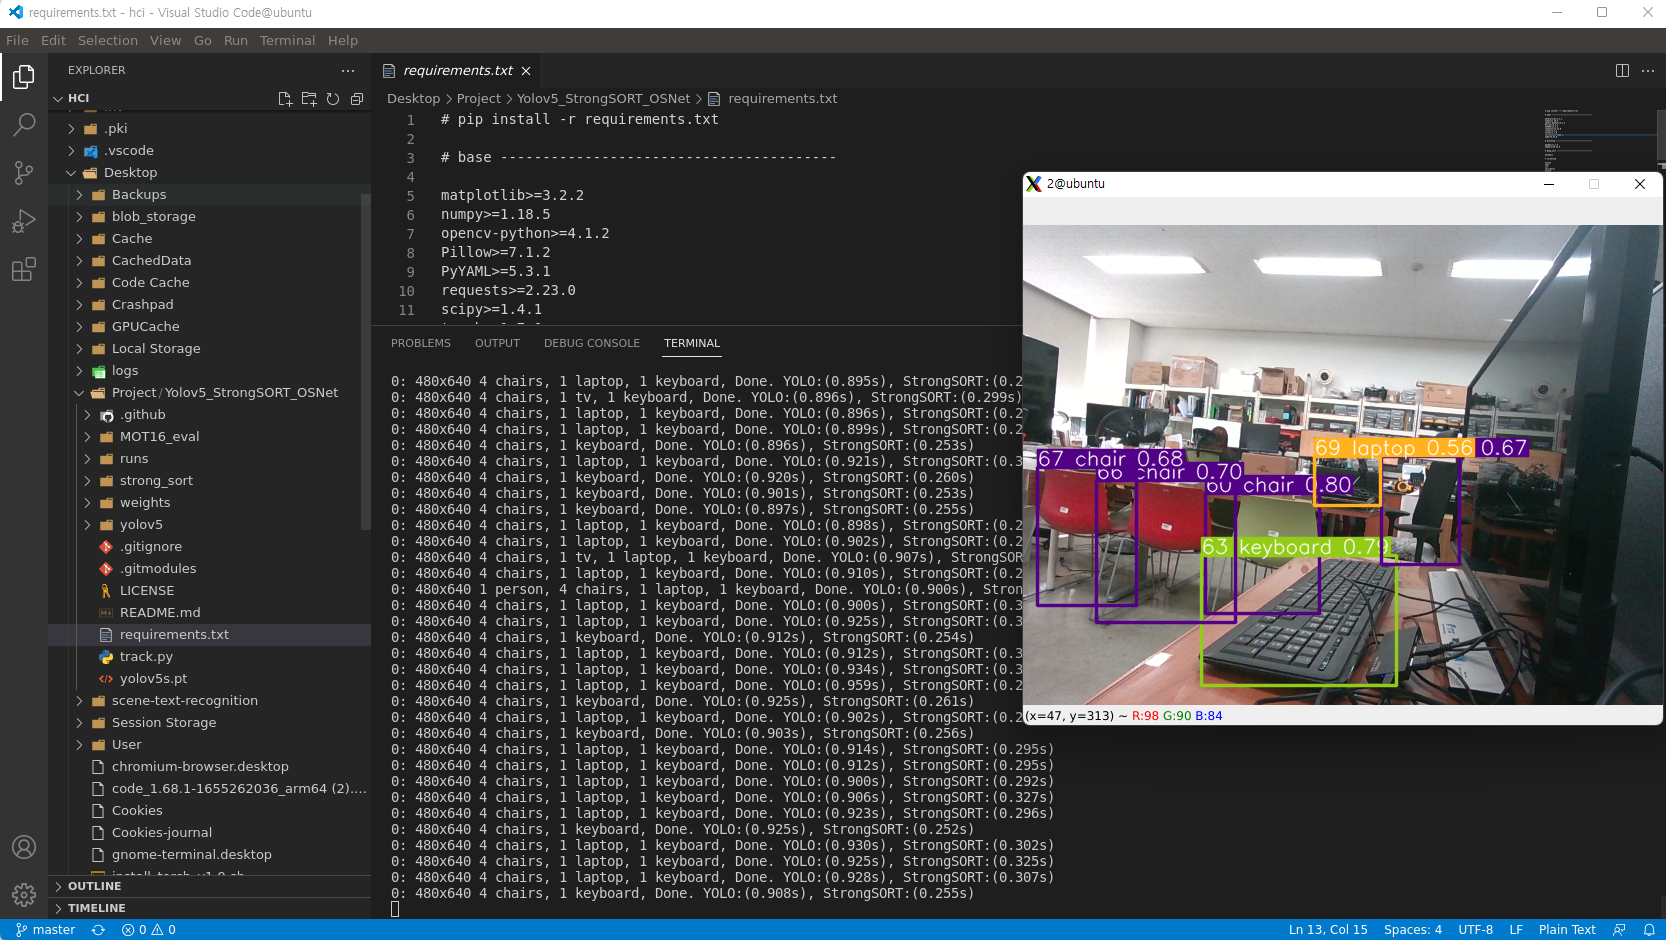 requirements.txt - hci - Visual Studio Code@ubuntu
File Edit Selection View Go Run Terminal Help
EXPLORER
HCI
.pki
.vscode
Desktop
Backups
blob_storage
Cache
CachedData
Code Cache
Crashpad
GPUCache
Local Storage
logs
Project/Yolov5_StrongSORT_OSNet
.github
MOT16_eval
runs
strong_sort
weights
yolov5
.gitignore
.gitmodules
LICENSE
README.md
requirements.txt
track.py
yolov5s.pt
scene-text-recognition
Session Storage
User
chromium-browser.desktop
code_1.68.1-1655262036_arm64 (2)....
Cookies
Cookies-journal
gnome-terminal.desktop
OUTLINE
TIMELINE
requirements.txt
Desktop > Project > Yolov5_StrongSORT_OSNet > requirements.txt
1 # pip install -r requirements.txt
2
3 # base ----------------------------------------
4
5 matplotlib>=3.2.2
6 numpy>=1.18.5
7 opencv-python>=4.1.2
8 Pillow>=7.1.2
9 PyYAML>=5.3.1
10 requests>=2.23.0
11 scipy>=1.4.1
PROBLEMS OUTPUT DEBUG CONSOLE TERMINAL
0: 480x640 4 chairs, 1 laptop, 1 keyboard, Done. YOLO:(0.895s), StrongSORT:(0.2
0: 480x640 4 chairs, 1 tv, 1 keyboard, Done. YOLO:(0.896s), StrongSORT:(0.299s)
0: 480x640 4 chairs, 1 laptop, 1 keyboard, Done. YOLO:(0.896s), StrongSORT:(0.2
0: 480x640 4 chairs, 1 laptop, 1 keyboard, Done. YOLO:(0.899s), StrongSORT:(0.2
0: 480x640 4 chairs, 1 keyboard, Done. YOLO:(0.896s), StrongSORT:(0.253s)
0: 480x640 4 chairs, 1 laptop, 1 keyboard, Done. YOLO:(0.921s), StrongSORT:(0.3
0: 480x640 4 chairs, 1 keyboard, Done. YOLO:(0.920s), StrongSORT:(0.260s)
0: 480x640 4 chairs, 1 keyboard, Done. YOLO:(0.901s), StrongSORT:(0.253s)
0: 480x640 4 chairs, 1 keyboard, Done. YOLO:(0.897s), StrongSORT:(0.255s)
0: 480x640 4 chairs, 1 laptop, 1 keyboard, Done. YOLO:(0.898s), StrongSORT:(0.2
0: 480x640 4 chairs, 1 laptop, 1 keyboard, Done. YOLO:(0.902s), StrongSORT:(0.2
0: 480x640 4 chairs, 1 tv, 1 laptop, 1 keyboard, Done. YOLO:(0.907s), StrongSOR
0: 480x640 4 chairs, 1 laptop, 1 keyboard, Done. YOLO:(0.910s), StrongSORT:(0.2
0: 480x640 1 person, 4 chairs, 1 laptop, 1 keyboard, Done. YOLO:(0.900s), Stron
0: 480x640 4 chairs, 1 laptop, 1 keyboard, Done. YOLO:(0.900s), StrongSORT:(0.3
0: 480x640 4 chairs, 1 laptop, 1 keyboard, Done. YOLO:(0.925s), StrongSORT:(0.3
0: 480x640 4 chairs, 1 keyboard, Done. YOLO:(0.912s), StrongSORT:(0.254s)
0: 480x640 4 chairs, 1 laptop, 1 keyboard, Done. YOLO:(0.912s), StrongSORT:(0.3
0: 480x640 4 chairs, 1 laptop, 1 keyboard, Done. YOLO:(0.934s), StrongSORT:(0.3
0: 480x640 4 chairs, 1 laptop, 1 keyboard, Done. YOLO:(0.959s), StrongSORT:(0.2
0: 480x640 4 chairs, 1 keyboard, Done. YOLO:(0.925s), StrongSORT:(0.261s)
0: 480x640 4 chairs, 1 laptop, 1 keyboard, Done. YOLO:(0.902s), StrongSORT:(0.2
0: 480x640 4 chairs, 1 keyboard, Done. YOLO:(0.903s), StrongSORT:(0.256s)
0: 480x640 4 chairs, 1 laptop, 1 keyboard, Done. YOLO:(0.914s), StrongSORT:(0.295s)
0: 480x640 4 chairs, 1 laptop, 1 keyboard, Done. YOLO:(0.912s), StrongSORT:(0.295s)
0: 480x640 4 chairs, 1 laptop, 1 keyboard, Done. YOLO:(0.900s), StrongSORT:(0.292s)
0: 480x640 4 chairs, 1 laptop, 1 keyboard, Done. YOLO:(0.906s), StrongSORT:(0.327s)
0: 480x640 4 chairs, 1 laptop, 1 keyboard, Done. YOLO:(0.923s), StrongSORT:(0.296s)
0: 480x640 4 chairs, 1 keyboard, Done. YOLO:(0.925s), StrongSORT:(0.252s)
0: 480x640 4 chairs, 1 laptop, 1 keyboard, Done. YOLO:(0.930s), StrongSORT:(0.302s)
0: 480x640 4 chairs, 1 laptop, 1 keyboard, Done. YOLO:(0.925s), StrongSORT:(0.325s)
0: 480x640 4 chairs, 1 laptop, 1 keyboard, Done. YOLO:(0.928s), StrongSORT:(0.307s)
0: 480x640 4 chairs, 1 keyboard, Done. YOLO:(0.908s), StrongSORT:(0.255s)
2@ubuntu
69 laptop 0.56 0.67
67 chair 0.68
chair 0.70
60 chair 0.80
63 keyboard 0.79
(x=47, y=313) ~ R:98 G:90 B:84
master 0 0
Ln 13, Col 15 Spaces: 4 UTF-8 LF Plain Text